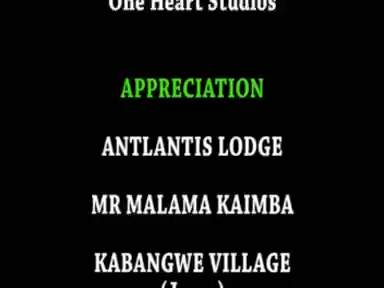 One Heart Studios
APPRECIATION
ANTLANTIS LODGE
MR MALAMA KAIMBA
KABANGWE VILLAGE